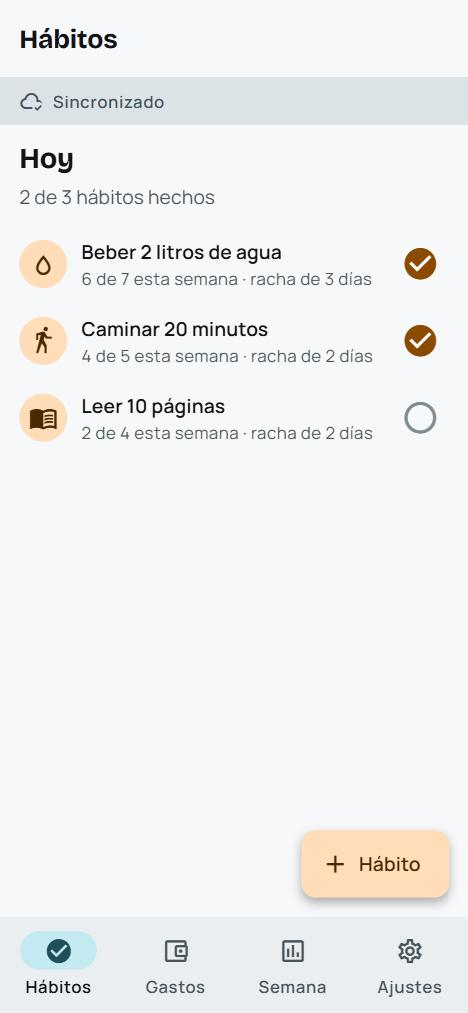 Hábitos
Sincronizado
Hoy
2 de 3 hábitos hechos
Beber 2 litros de agua
6 de 7 esta semana · racha de 3 días
Caminar 20 minutos
4 de 5 esta semana · racha de 2 días
Leer 10 páginas
2 de 4 esta semana · racha de 2 días
+ Hábito
Hábitos
Gastos
Semana
Ajustes